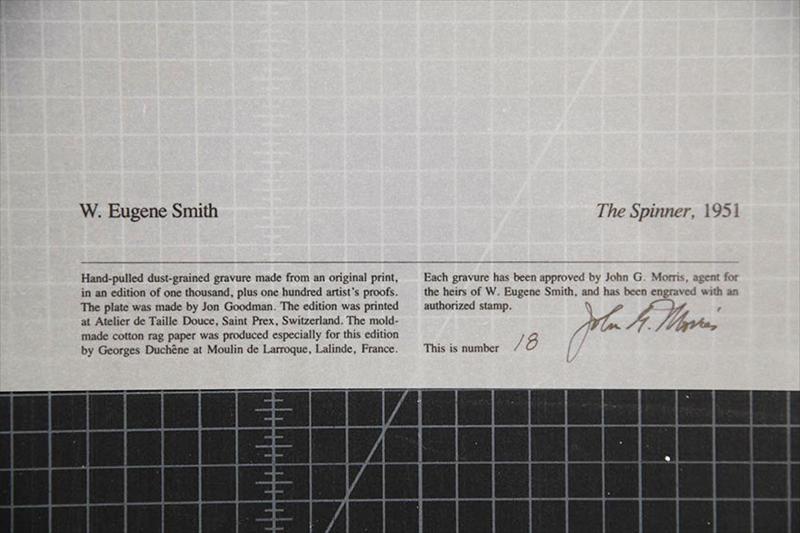 W. Eugene Smith
The Spinner, 1951
Hand-pulled dust-grained gravure made from an original print,
in an edition of one thousand, plus one hundred artist's proofs.
The plate was made by Jon Goodman. The edition was printed
at Atelier de Taille Douce, Saint Prex, Switzerland. The mold-
made cotton rag paper was produced especially for this edition
by Georges Duchêne at Moulin de Larroque, Lalinde, France.
Each gravure has been approved by John G. Morris, agent for
the heirs of W. Eugene Smith, and has been engraved with an
authorized stamp.
John G. Morris
This is number 18